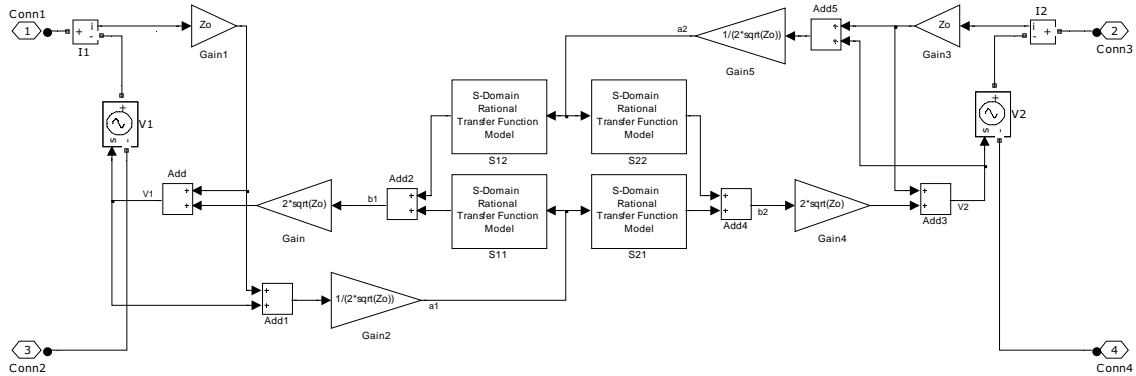 Conn1
1
+ i -
I1
Zo
Gain1
a2
1/(2*sqrt(Zo))
Gain5
Add5
+ +
Zo
Gain3
I2
i - +
2
Conn3
+
V1
s -
S-Domain
Rational
Transfer Function
Model
S12
S-Domain
Rational
Transfer Function
Model
S22
+
V2
s -
V1
Add
+
+
2*sqrt(Zo)
Gain
b1
Add2
+
+
S-Domain
Rational
Transfer Function
Model
S11
S-Domain
Rational
Transfer Function
Model
S21
+
+
Add4
b2
2*sqrt(Zo)
Gain4
+
+
Add3
V2
+
+
Add1
1/(2*sqrt(Zo))
Gain2
a1
3
Conn2
4
Conn4